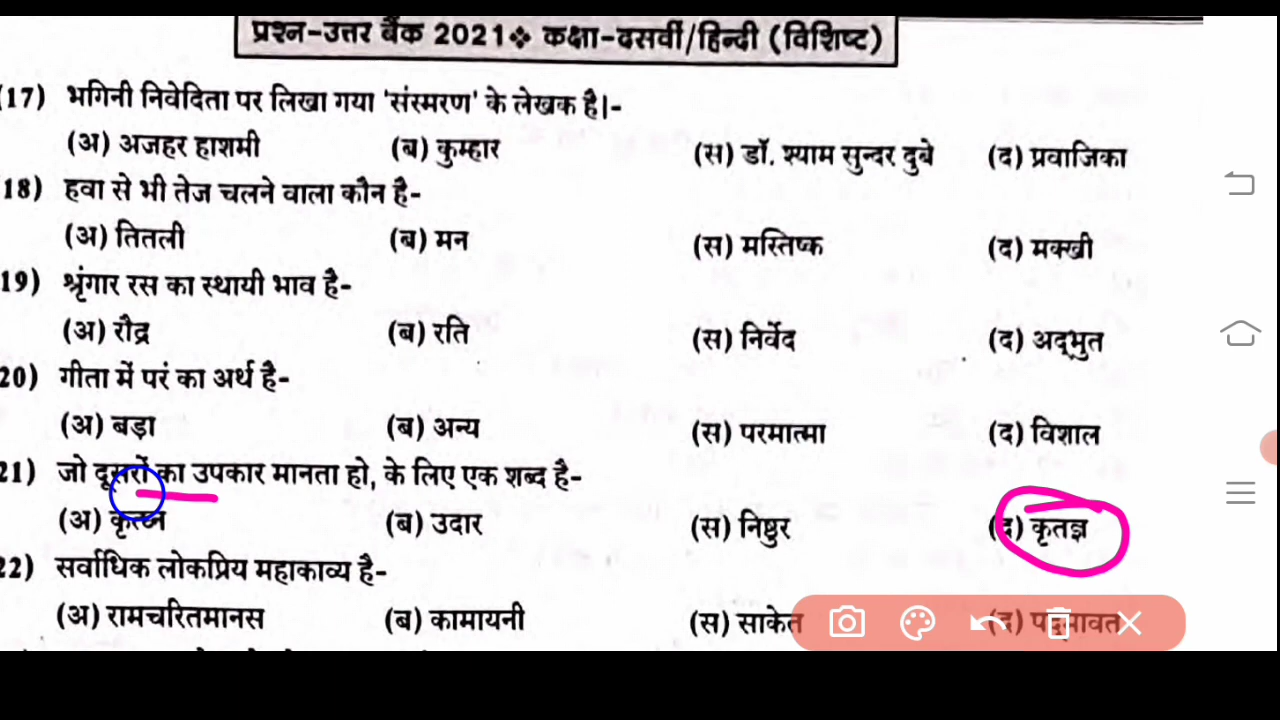 प्रश्न-उत्तर बैंक 2021❖ कक्षा-दसवीं/हिन्दी (विशिष्ट)
(17) भगिनी निवेदिता पर लिखा गया 'संस्मरण' के लेखक है।-
(अ) अजहर हाशमी (ब) कुम्हार (स) डॉ. श्याम सुन्दर दुबे (द) प्रवाजिका
18) हवा से भी तेज चलने वाला कौन है-
(अ) तितली (ब) मन (स) मस्तिष्क (द) मक्खी
19) श्रृंगार रस का स्थायी भाव है-
(अ) रौद्र (ब) रति (स) निर्वेद (द) अद्भुत
20) गीता में परं का अर्थ है-
(अ) बड़ा (ब) अन्य (स) परमात्मा (द) विशाल
21) जो दूसरों का उपकार मानता हो, के लिए एक शब्द है-
(अ) (ब) उदार (स) निष्ठुर (द) कृतज्ञ
22) सर्वाधिक लोकप्रिय महाकाव्य है-
(अ) रामचरितमानस (ब) कामायनी (स) साकेत (द) पद्मावत